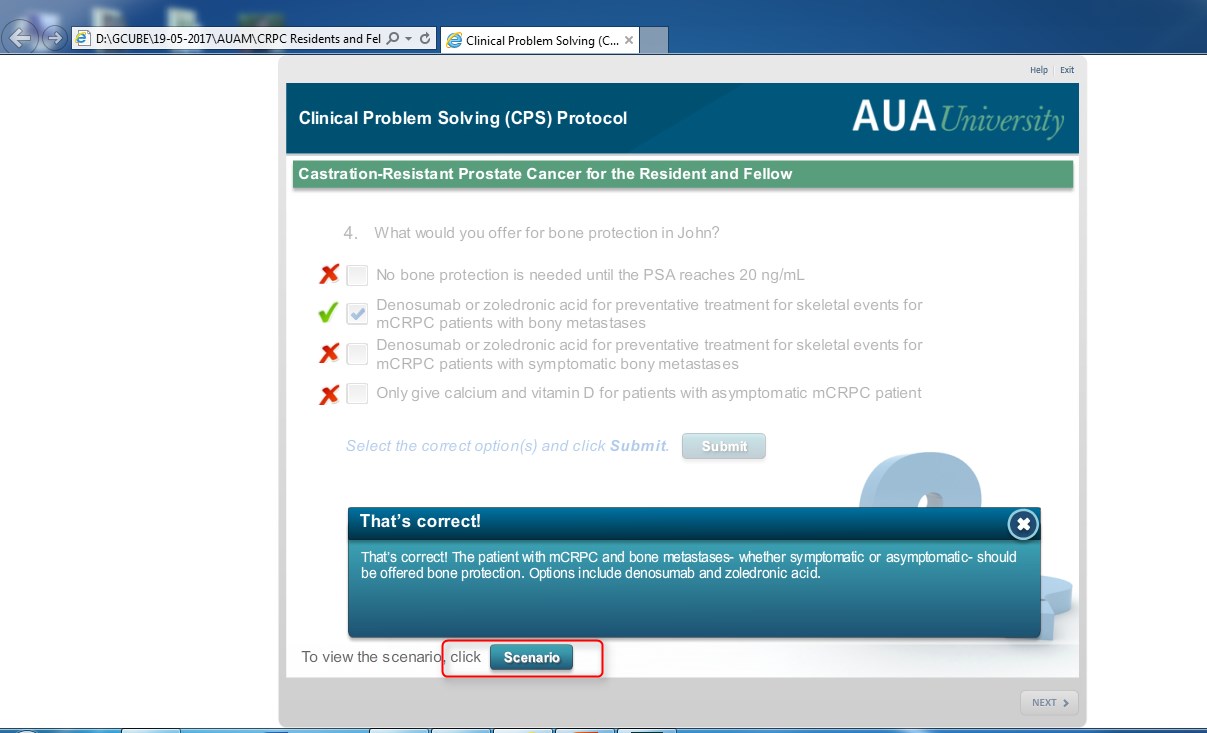 D:\GCUBE\19-05-2017\AUAM\CRPC Residents and Fel
Clinical Problem Solving (C...
Help Exit
Clinical Problem Solving (CPS) Protocol
AUA University
Castration-Resistant Prostate Cancer for the Resident and Fellow
4. What would you offer for bone protection in John?
No bone protection is needed until the PSA reaches 20 ng/mL
Denosumab or zoledronic acid for preventative treatment for skeletal events for
mCRPC patients with bony metastases
Denosumab or zoledronic acid for preventative treatment for skeletal events for
mCRPC patients with symptomatic bony metastases
Only give calcium and vitamin D for patients with asymptomatic mCRPC patient
Select the correct option(s) and click Submit. Submit
That's correct!
That's correct! The patient with mCRPC and bone metastases- whether symptomatic or asymptomatic- should
be offered bone protection. Options include denosumab and zoledronic acid.
To view the scenario, click Scenario
NEXT